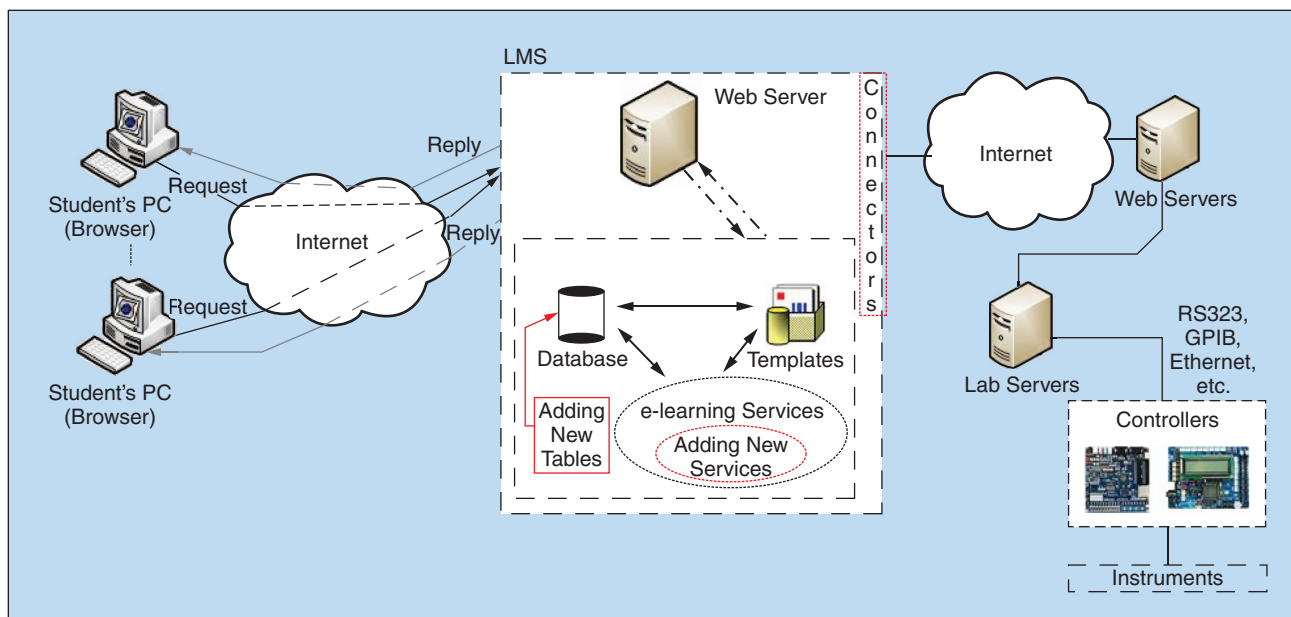 LMS
Student's PC
(Browser)
Request
Reply
Internet
Reply
Request
Student's PC
(Browser)
Web Server
Database
Templates
Adding
New
Tables
e-learning Services
Adding New
Services
Connectors
Internet
Web Servers
Lab Servers
RS323,
GPIB,
Ethernet,
etc.
Controllers
Instruments